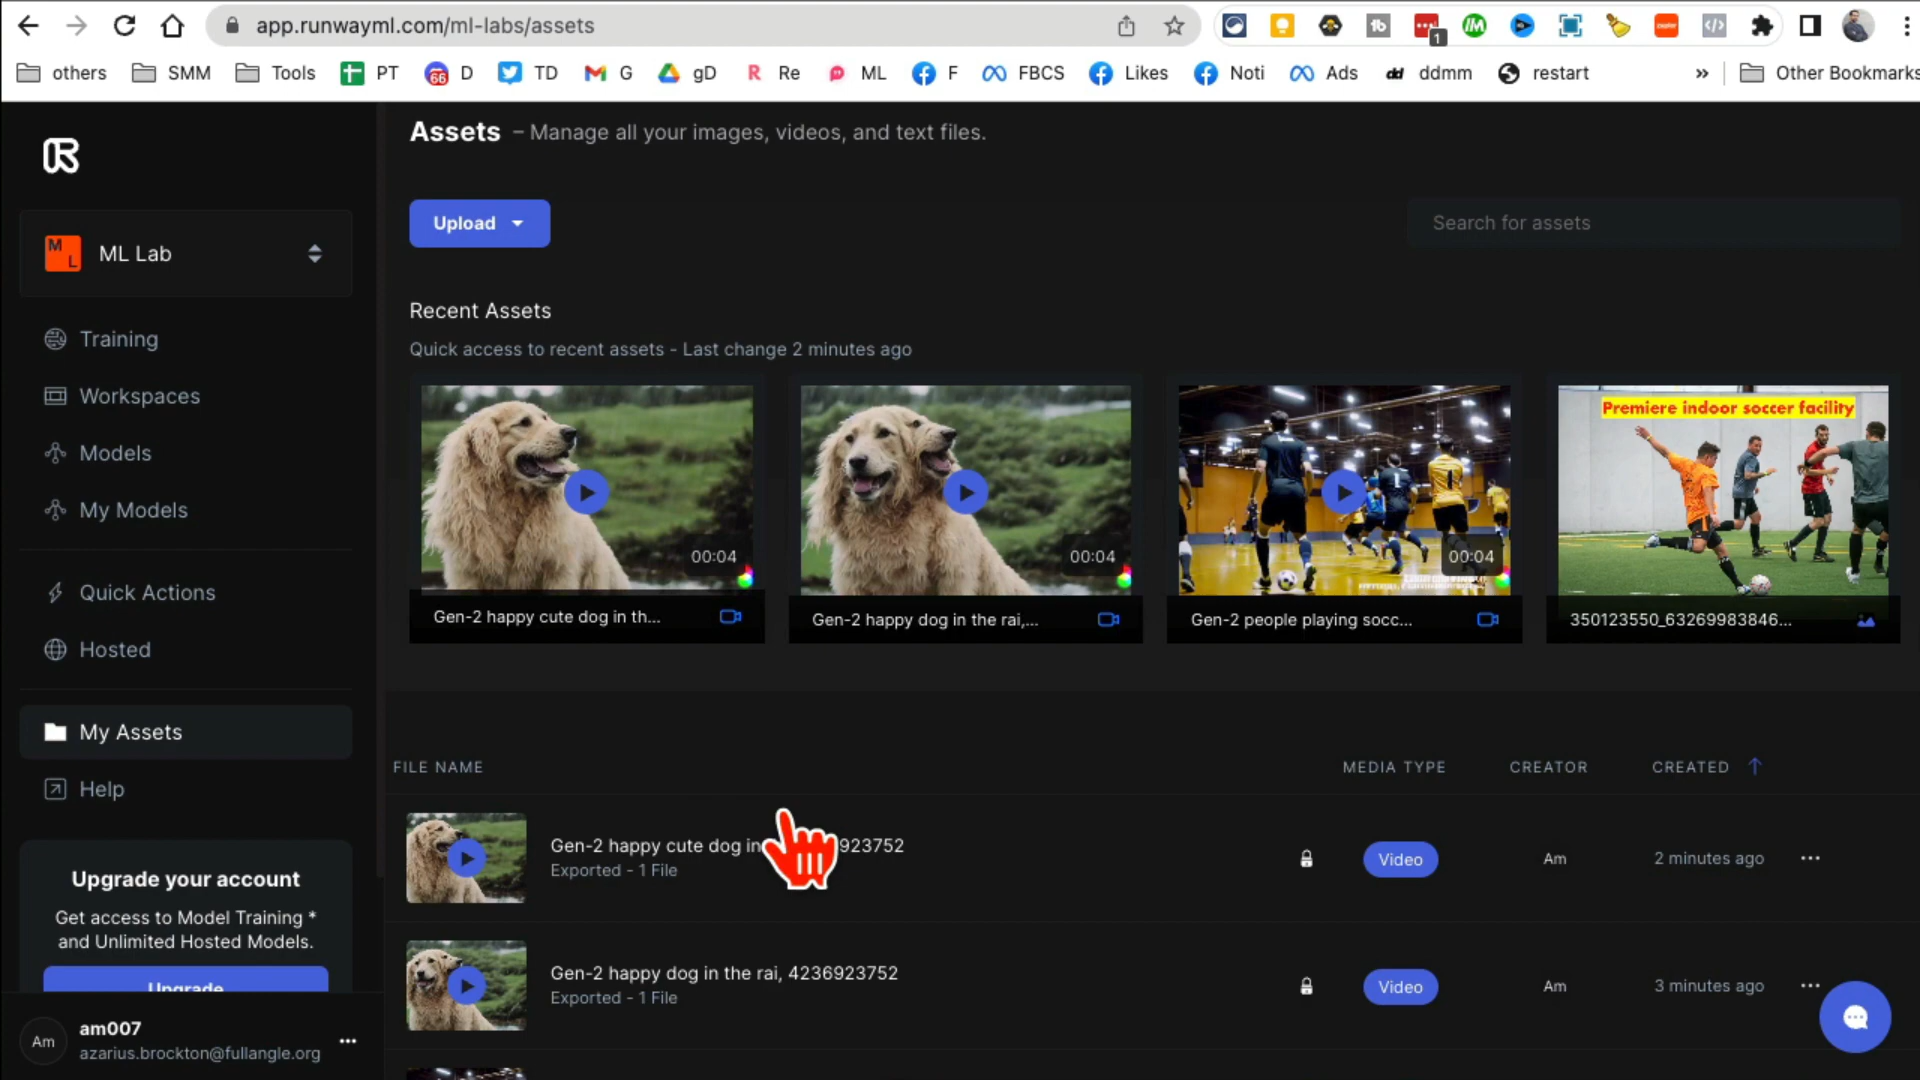 app.runwayml.com/ml-labs/assets
1
others SMM Tools PT 66 D TD G gD Re ML F FBCS Likes Noti Ads dd ddmm restart » Other Bookmarks
Assets – Manage all your images, videos, and text files.
M L ML Lab
Upload
Search for assets
Training
Workspaces
Models
My Models
Quick Actions
Hosted
My Assets
Help
Upgrade your account
Get access to Model Training *
and Unlimited Hosted Models.
Upgrade
Am am007
azarius.brockton@fullangle.org
Recent Assets
Quick access to recent assets - Last change 2 minutes ago
00:04
Gen-2 happy cute dog in th...
00:04
Gen-2 happy dog in the rai,...
1 1
00:04
Gen-2 people playing socc...
Premiere indoor soccer facility
350123550_63269983846...
FILE NAME MEDIA TYPE CREATOR CREATED
Gen-2 happy cute dog in 923752
Exported - 1 File
Video Am 2 minutes ago
Gen-2 happy dog in the rai, 4236923752
Exported - 1 File
Video Am 3 minutes ago